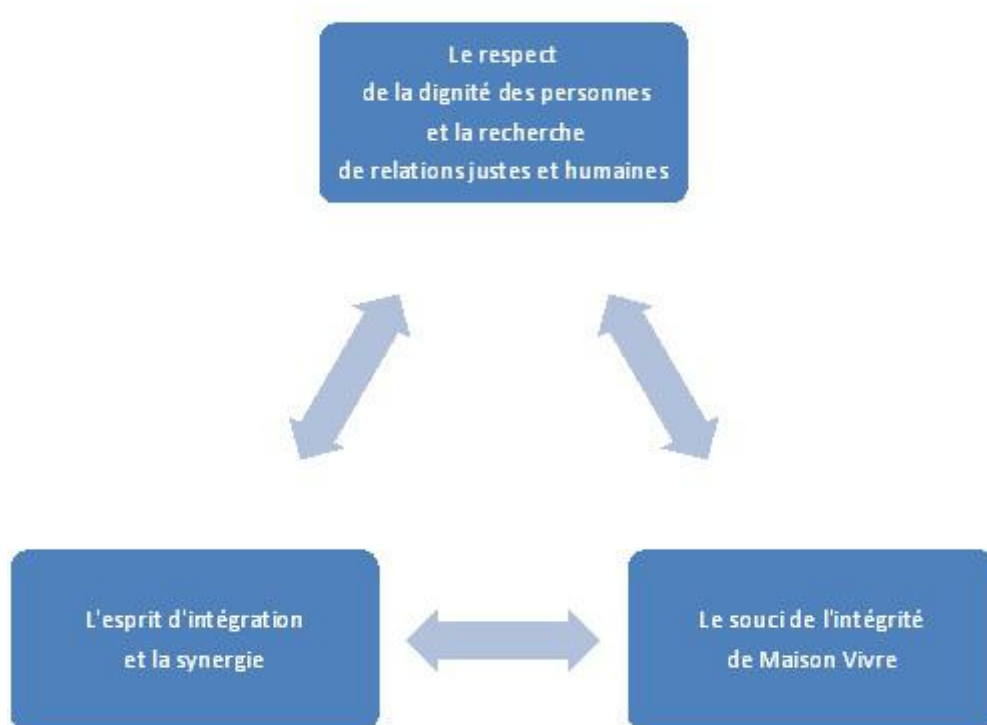 Le respect
de la dignité des personnes
et la recherche
de relations justes et humaines
L'esprit d'intégration
et la synergie
Le souci de l'intégrité
de Maison Vivre